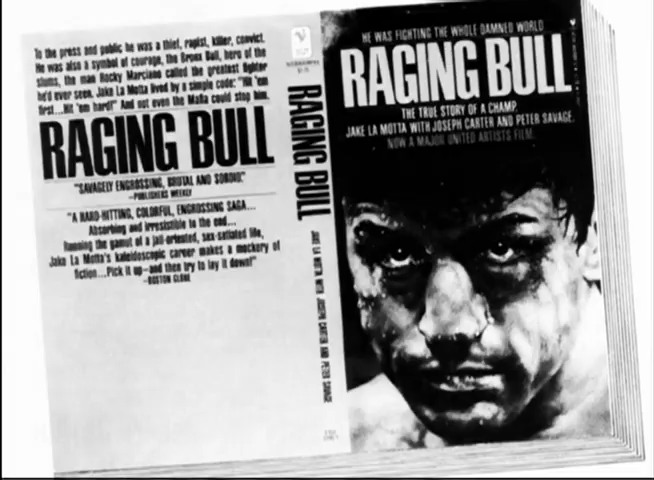 To the press and public he was a thief, rapist, killer, convict.
He was also a symbol of courage, the Bronx Bull, hero of the
slums, the man Rocky Marciano called the greatest fighter
he'd ever seen. Jake La Motta lived by a simple code: "Hit 'em
first...Hit 'em hard!" And not even the Mafia could stop him.
RAGING BULL
"SAVAGELY ENGROSSING, BRUTAL AND SORDID."
—PUBLISHERS WEEKLY
"A HARD-HITTING, COLORFUL, ENGROSSING SAGA...
Absorbing and irresistible to the end...
Running the gamut of a jail-oriented, sex-satiated life,
Jake La Motta's kaleidoscopic career makes a mockery of
fiction...Pick it up—and then try to lay it down!"
—BOSTON GLOBE
RAGING BULL
JAKE LA MOTTA WITH JOSEPH CARTER AND PETER SAVAGE
HE WAS FIGHTING THE WHOLE DAMNED WORLD
RAGING BULL
THE TRUE STORY OF A CHAMP.
JAKE LA MOTTA WITH JOSEPH CARTER AND PETER SAVAGE.
NOW A MAJOR UNITED ARTISTS FILM.